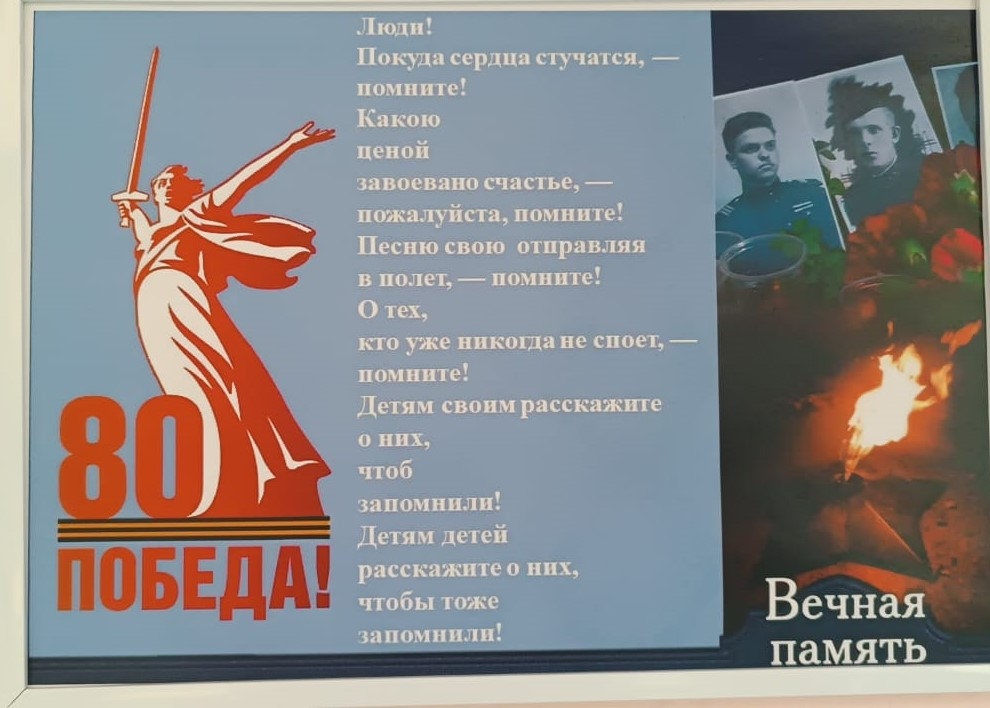 80
ПОБЕДА!
Люди!
Покуда сердца стучатся, —
помните!
Какою
ценой
завоевано счастье, —
пожалуйста, помните!
Песню свою отправляя
в полет, — помните!
О тех,
кто уже никогда не споет, —
помните!
Детям своим расскажите
о них,
чтоб
запомнили!
Детям детей
расскажите о них,
чтобы тоже
запомнили!
Вечная
память